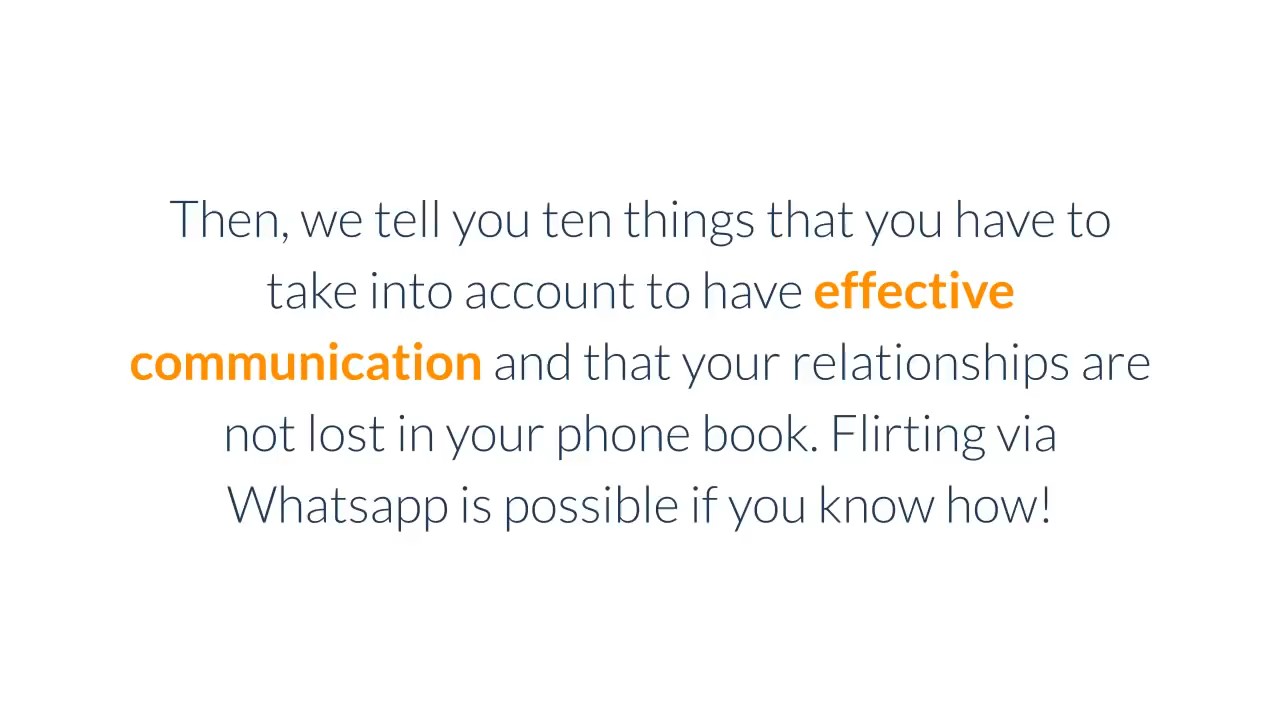 Then, we tell you ten things that you have to
take into account to have effective
communication and that your relationships are
not lost in your phone book. Flirting via
Whatsapp is possible if you know how!